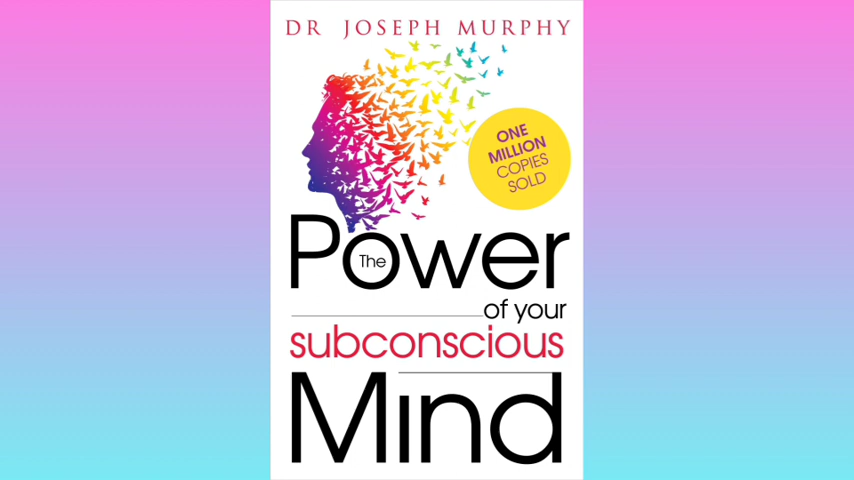 DR JOSEPH MURPHY
ONE
MILLION
COPIES
SOLD
The
Power
of your
subconscious
Mind